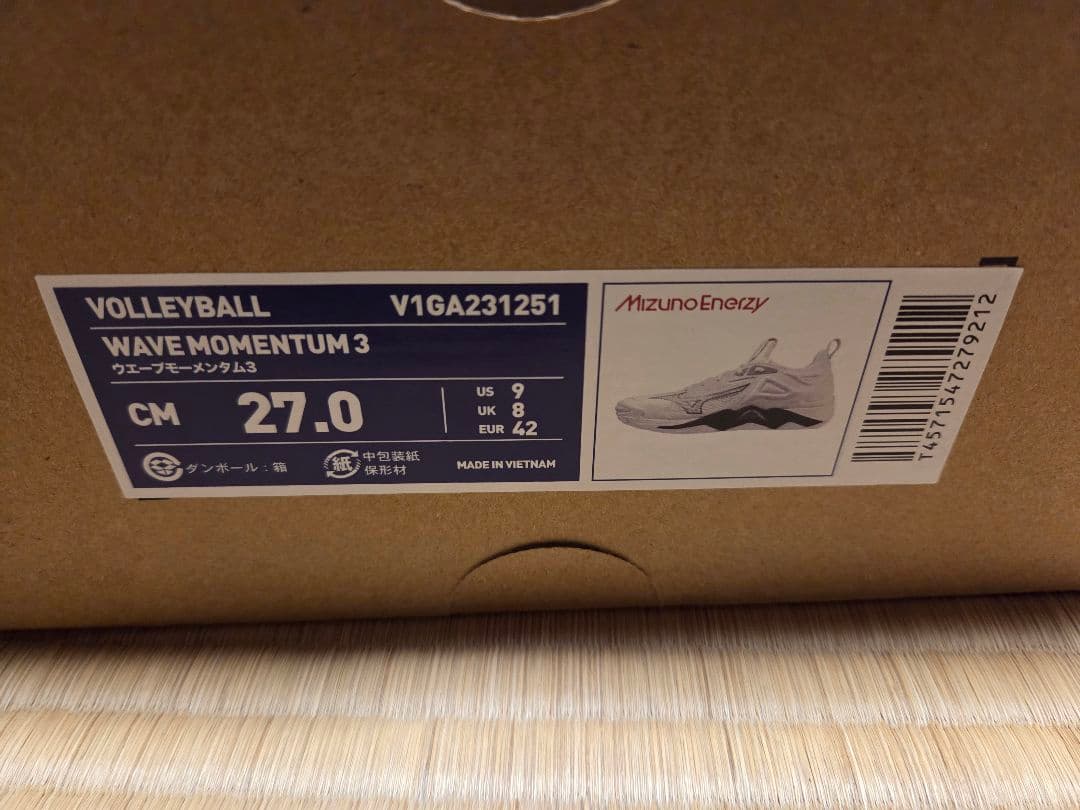 VOLLEYBALL V1GA231251
WAVE MOMENTUM 3
ウエーブモーメンタム3
CM 27.0
US 9
UK 8
EUR 42
ダンボール：箱
紙
中包装紙
保形材
MADE IN VIETNAM
MIZUNO ENERZY
T4571547279212